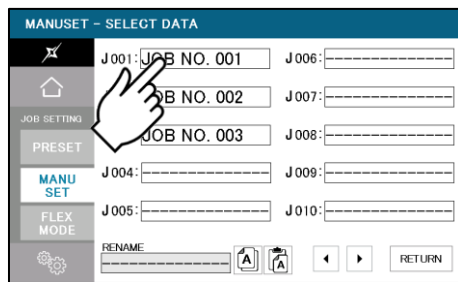 MANUSET – SELECT DATA
J001: JOB NO. 001
J006: --------------
JOB NO. 002
J007: --------------
JOB SETTING
JOB NO. 003
J008: --------------
PRESET
J004: --------------
J009: --------------
MANU
SET
J005: --------------
J010: --------------
FLEX
MODE
RENAME
--------------
A
A
RETURN